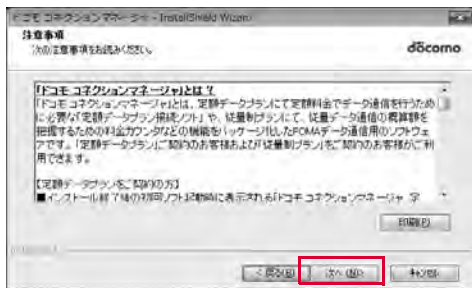 ドコモ コネクションマネージャ - InstallShield Wizard
注意事項
次の注意事項をお読みください。
döcomo
『ドコモ コネクションマネージャ』とは？
『ドコモ コネクションマネージャ』とは、定額データプランにて定額料金でデータ通信を行うため
に必要な「定額データプラン接続ソフト」や、従量制プランにて、従量データ通信の概算額を
把握するための料金カウンタなどの機能をパッケージ化したFOMAデータ通信用のソフトウェ
アです。「定額データプラン」ご契約のお客様および「従量制プラン」をご契約のお客様がご利
用できます。
【定額データプランをご契約の方】
■インストール終了後の初回ソフト起動時に表示される『ドコモ コネクションマネージャ
印刷(P)
InstallShield
< 戻る(B)
次へ(N)>
キャンセル